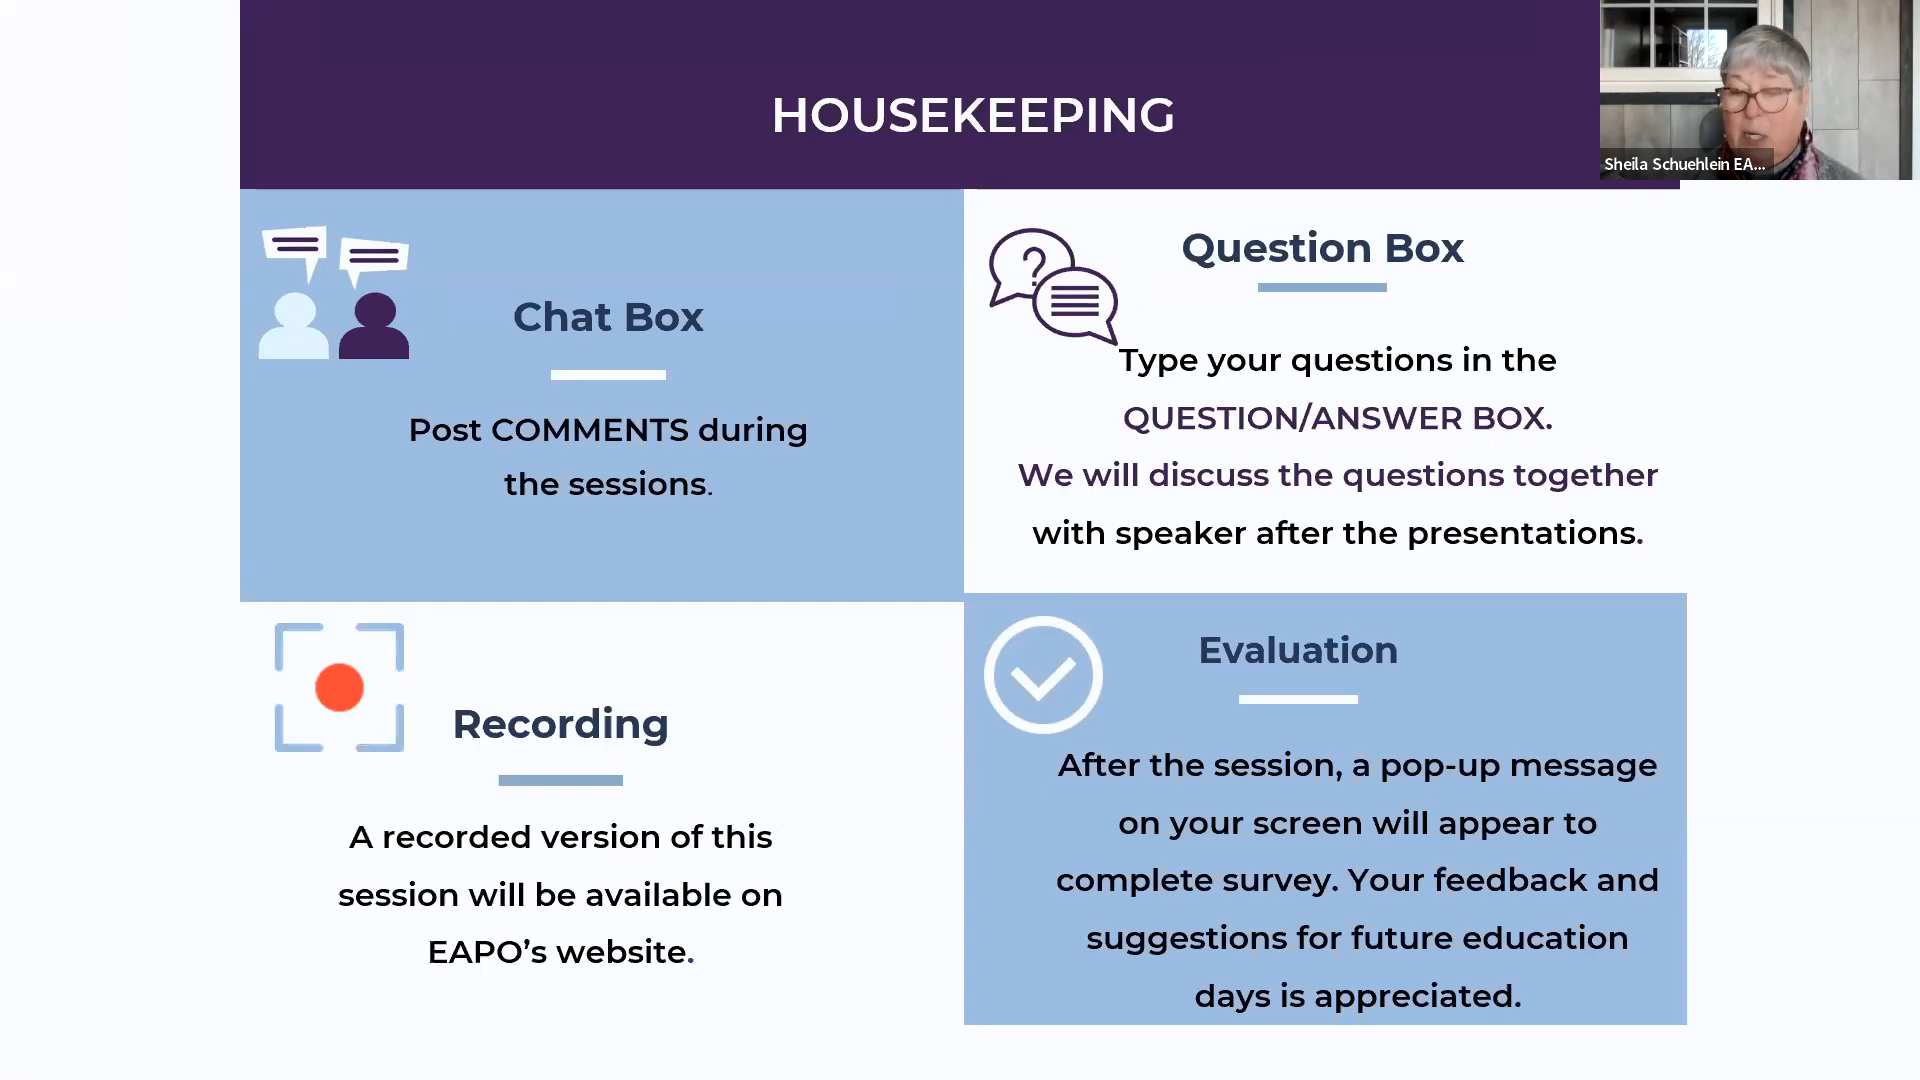 HOUSEKEEPING
Sheila Schuehlein EA...
Chat Box
Post COMMENTS during
the sessions.
Question Box
Type your questions in the
QUESTION/ANSWER BOX.
We will discuss the questions together
with speaker after the presentations.
Recording
A recorded version of this
session will be available on
EAPO’s website.
Evaluation
After the session, a pop-up message
on your screen will appear to
complete survey. Your feedback and
suggestions for future education
days is appreciated.